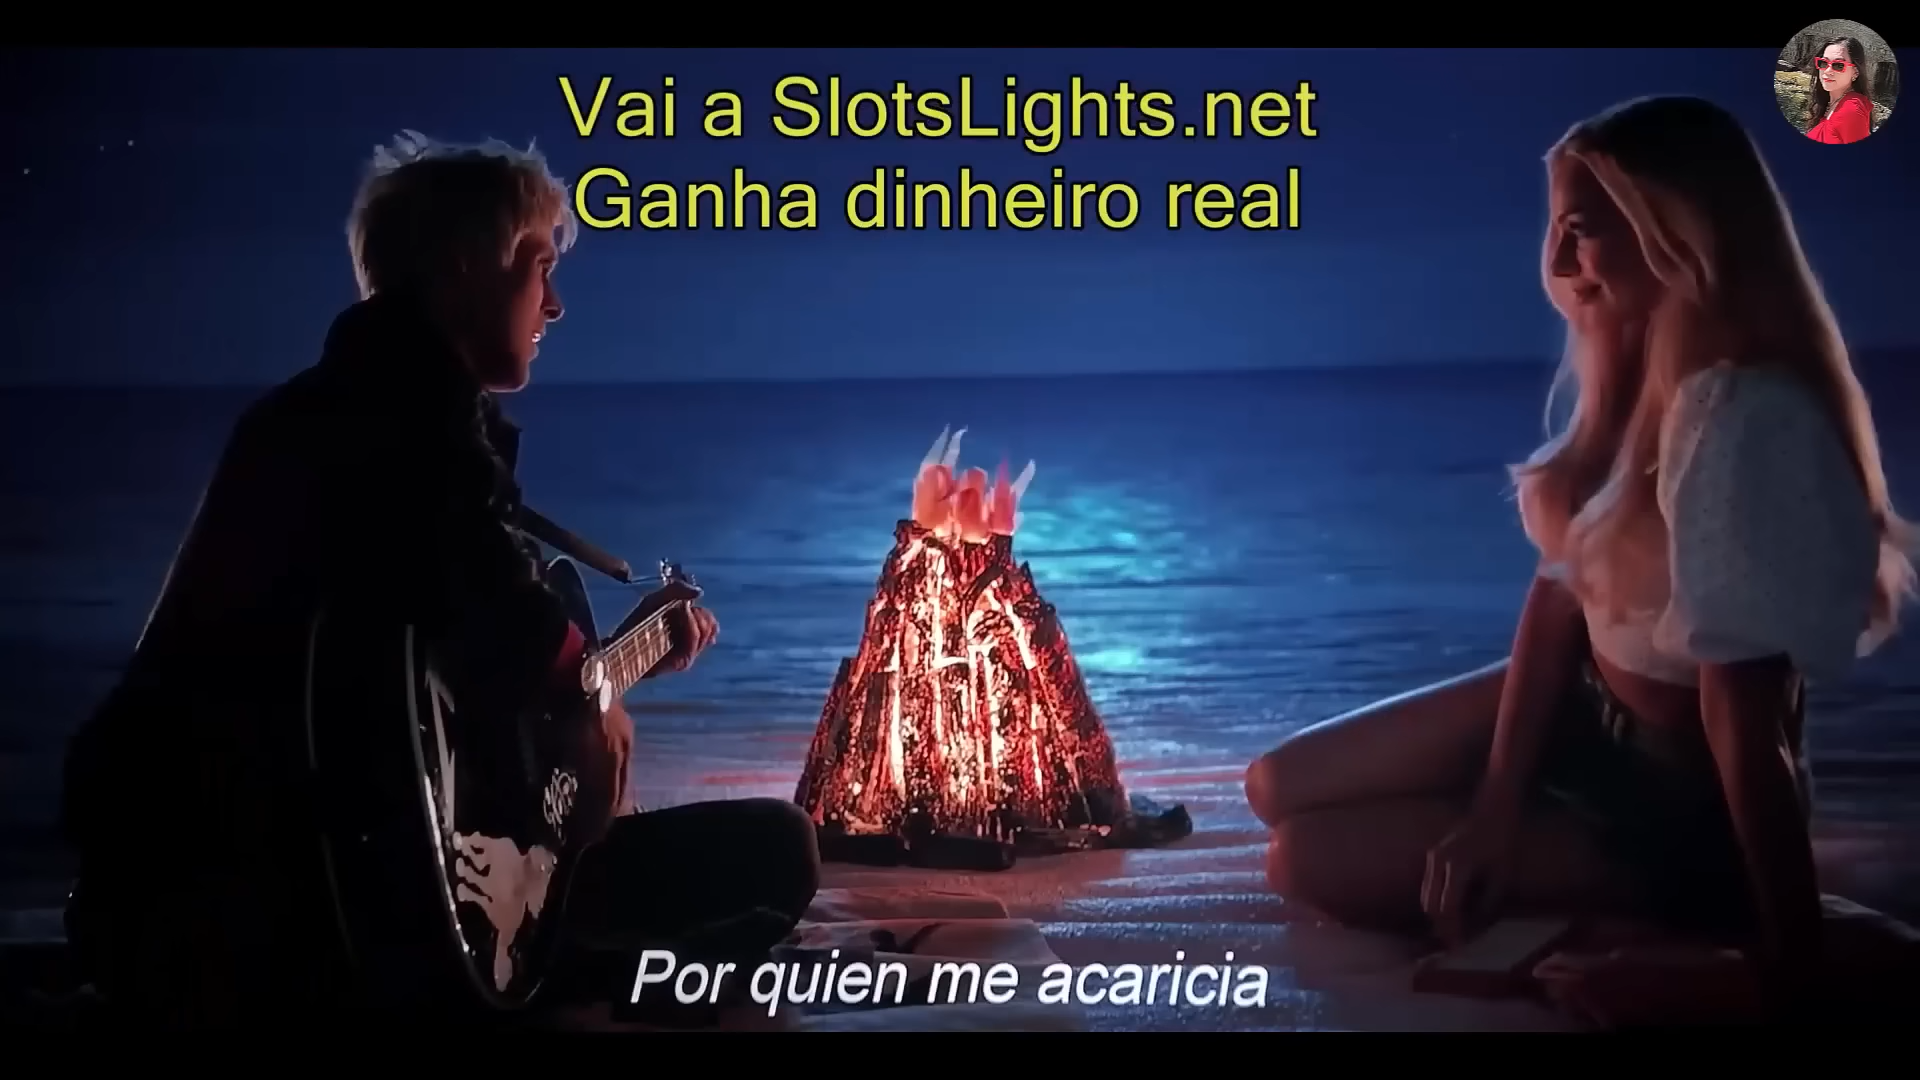 Vai a SlotsLights.net
Ganha dinheiro real
Por quien me acaricia